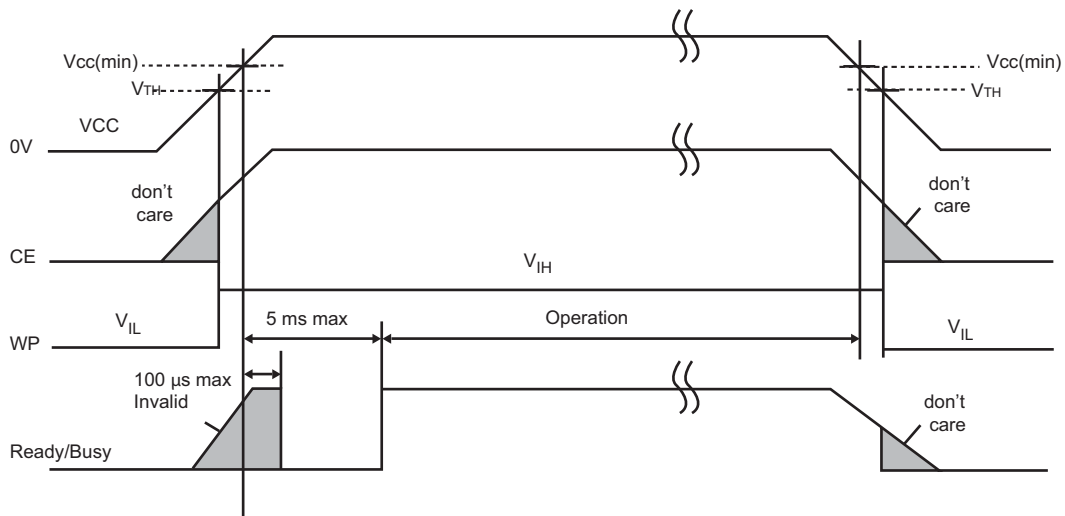 Vcc(min)
Vcc(min)
VTH
VTH
VCC
0V
don't
care
don't
care
CE
VIH
VIL
5 ms max
Operation
VIL
WP
100 µs max
Invalid
don't
care
Ready/Busy